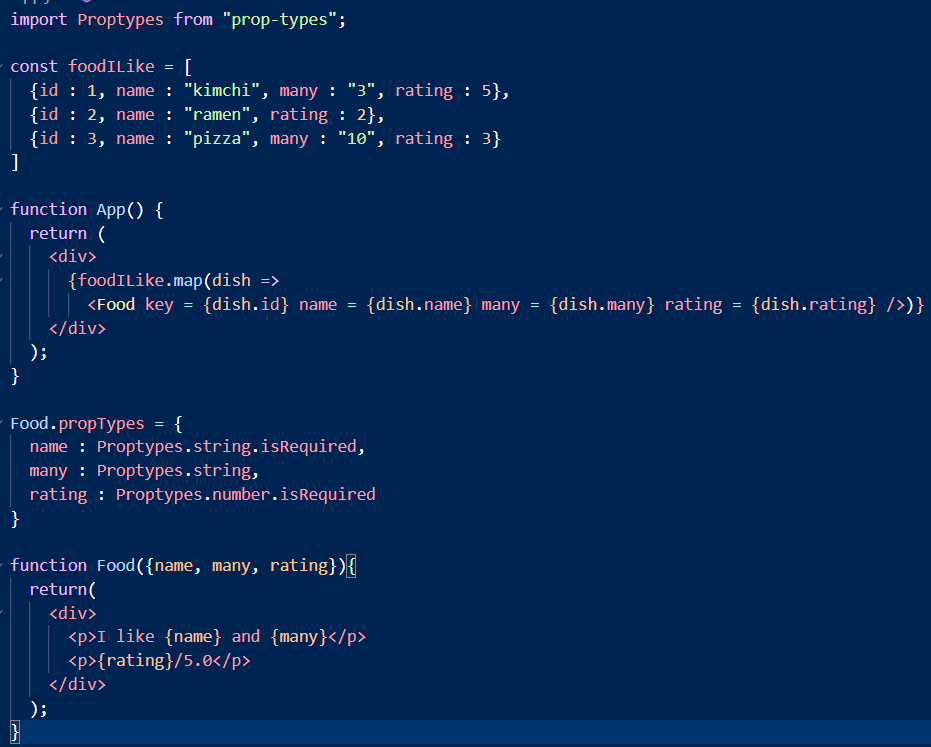 import Proptypes from "prop-types";
const foodILike = [
{id : 1, name : "kimchi", many : "3", rating : 5},
{id : 2, name : "ramen", rating : 2},
{id : 3, name : "pizza", many : "10", rating : 3}
]
function App() {
return (
<div>
{foodILike.map(dish =>
<Food key = {dish.id} name = {dish.name} many = {dish.many} rating = {dish.rating} />)}
</div>
);
}
Food.propTypes = {
name : Proptypes.string.isRequired,
many : Proptypes.string,
rating : Proptypes.number.isRequired
}
function Food({name, many, rating}){
return(
<div>
<p>I like {name} and {many}</p>
<p>{rating}/5.0</p>
</div>
);
}